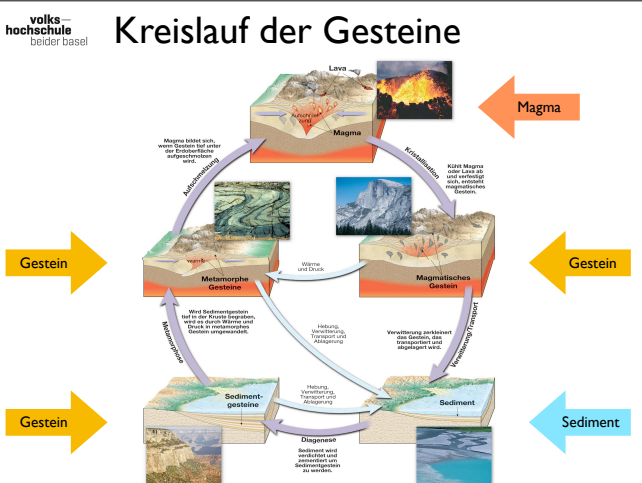 volks—
hochschule
beider basel
Kreislauf der Gesteine
Lava
Aufschmel-
zung
Magma
Magma
Magma bildet sich,
wenn Gestein tief unter
der Erdoberfläche
aufgeschmolzen
wird.
Aufschmelzung
Kristallisation
Kühlt Magma
oder Lava ab
und verfestigt
sich, entsteht
magmatisches
Gestein.
Gestein
Metamorphe
Gesteine
Wärme
und Druck
Magmatisches
Gestein
Gestein
Wird Sedimentgestein
tief in der Kruste begraben,
wird es durch Wärme und
Druck in metamorphes
Gestein umgewandelt.
Metamorphose
Hebung,
Verwitterung,
Transport und
Ablagerung
Verwitterung zerkleinert
das Gestein, das
transportiert und
abgelagert wird.
Verwitterung/Transport
Gestein
Sediment-
gesteine
Hebung,
Verwitterung,
Transport und
Ablagerung
Sediment
Sediment
Diagenese
Sediment wird
verdichtet und
zementiert um
Sedimentgestein
zu werden.